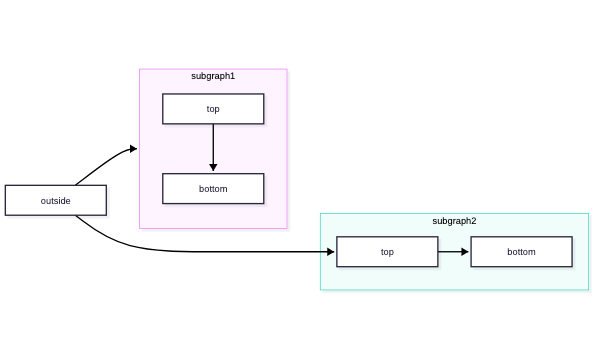 subgraph1
top
bottom
outside
subgraph2
top
bottom